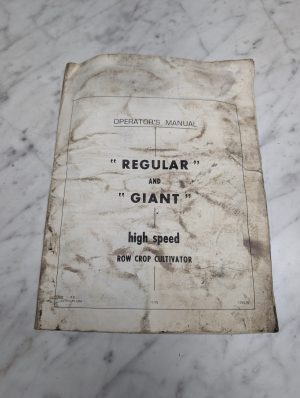 OPERATOR'S MANUAL
" REGULAR "
AND
" GIANT "
high speed
ROW CROP CULTIVATOR